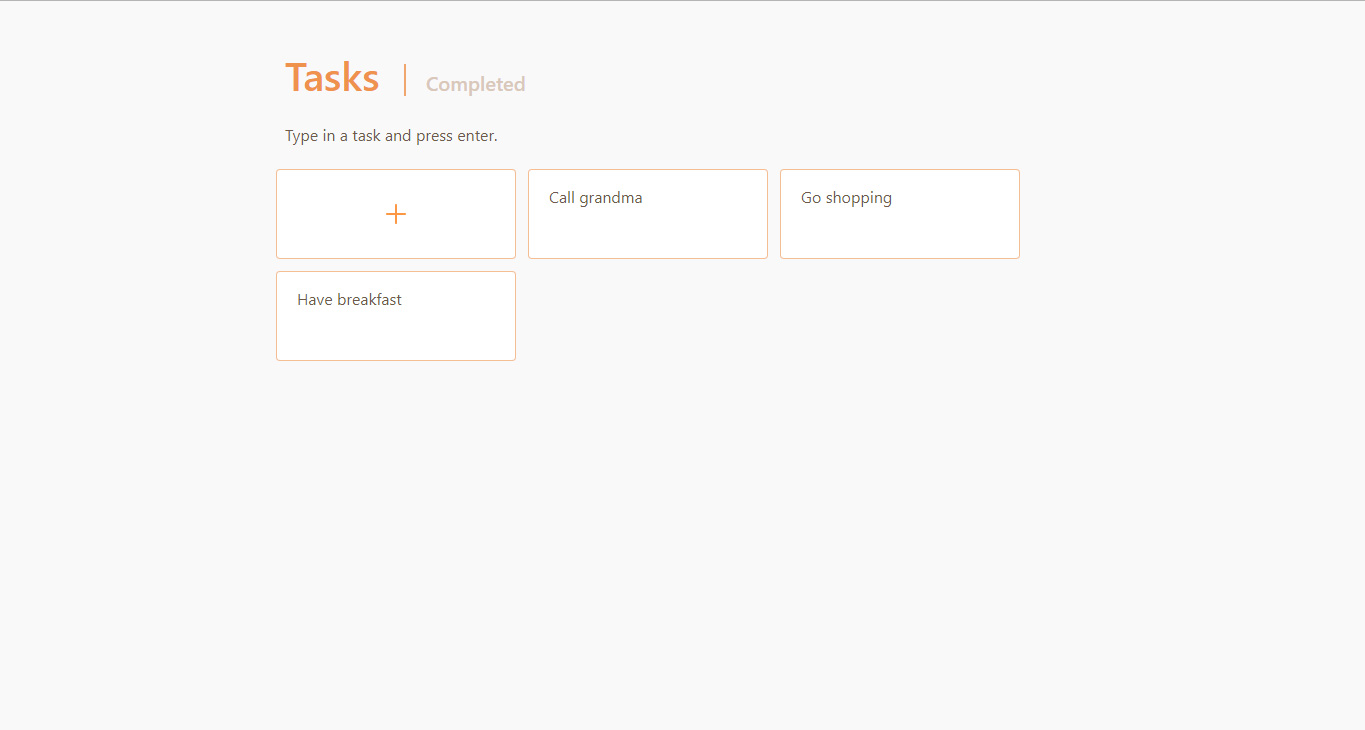 Tasks | Completed
Type in a task and press enter.
Call grandma
Go shopping
Have breakfast